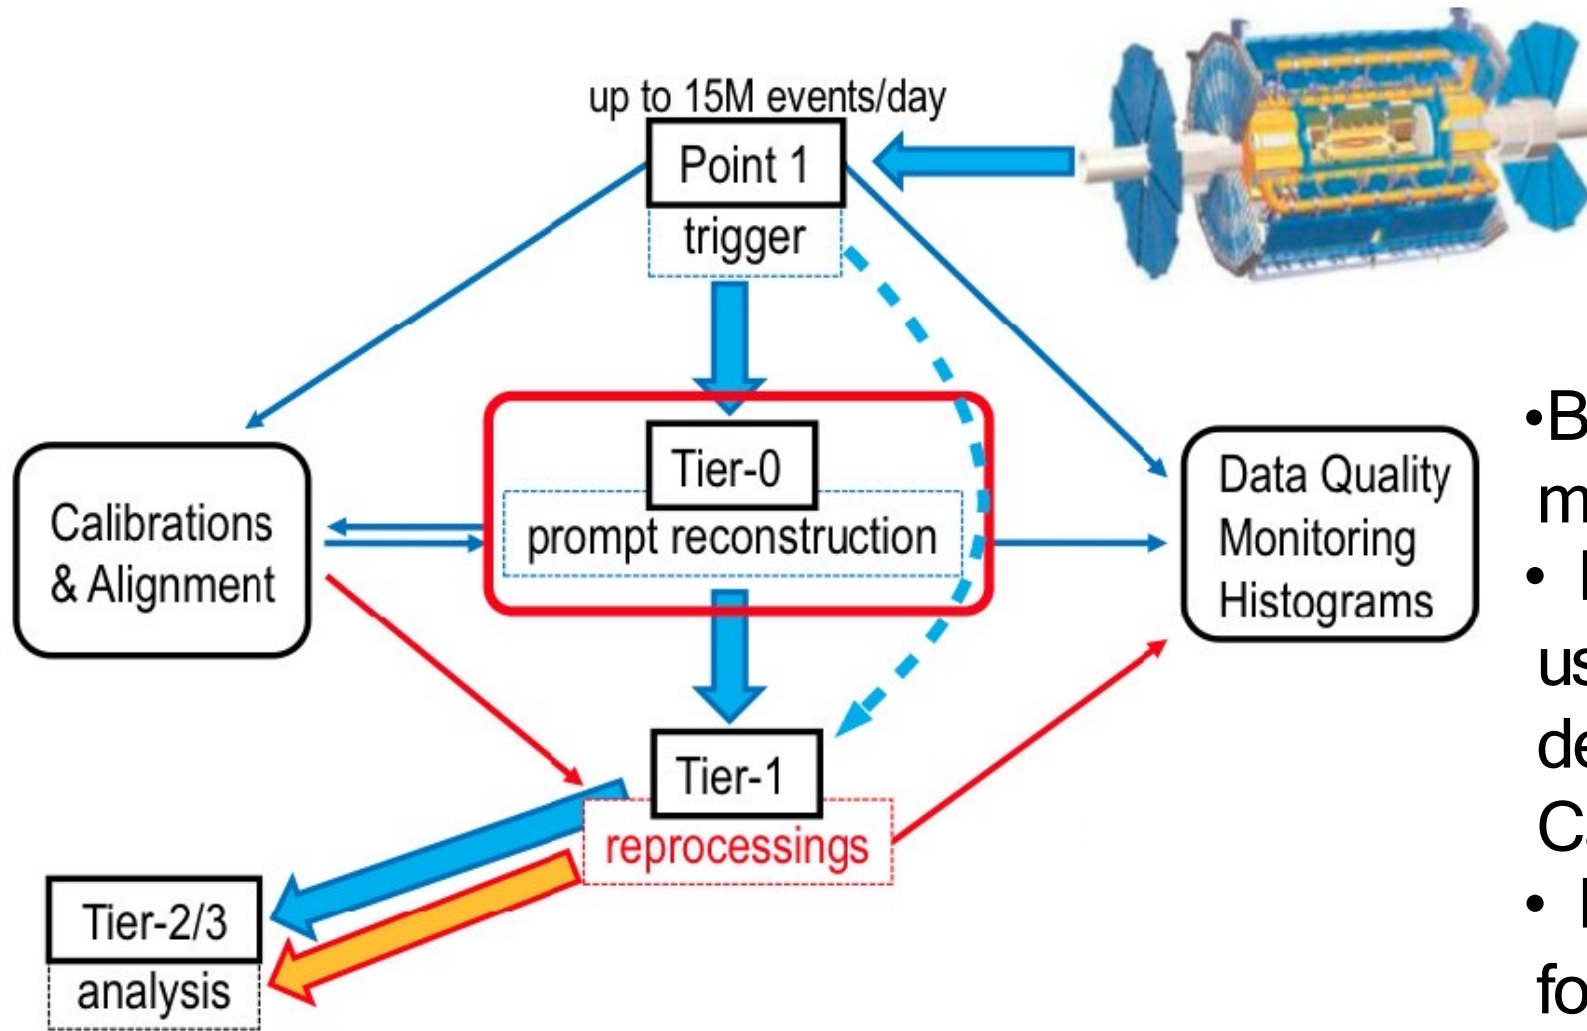 up to 15M events/day
Point 1
trigger
Tier-0
prompt reconstruction
Calibrations
& Alignment
Data Quality
Monitoring
Histograms
Tier-1
reprocessings
Tier-2/3
analysis